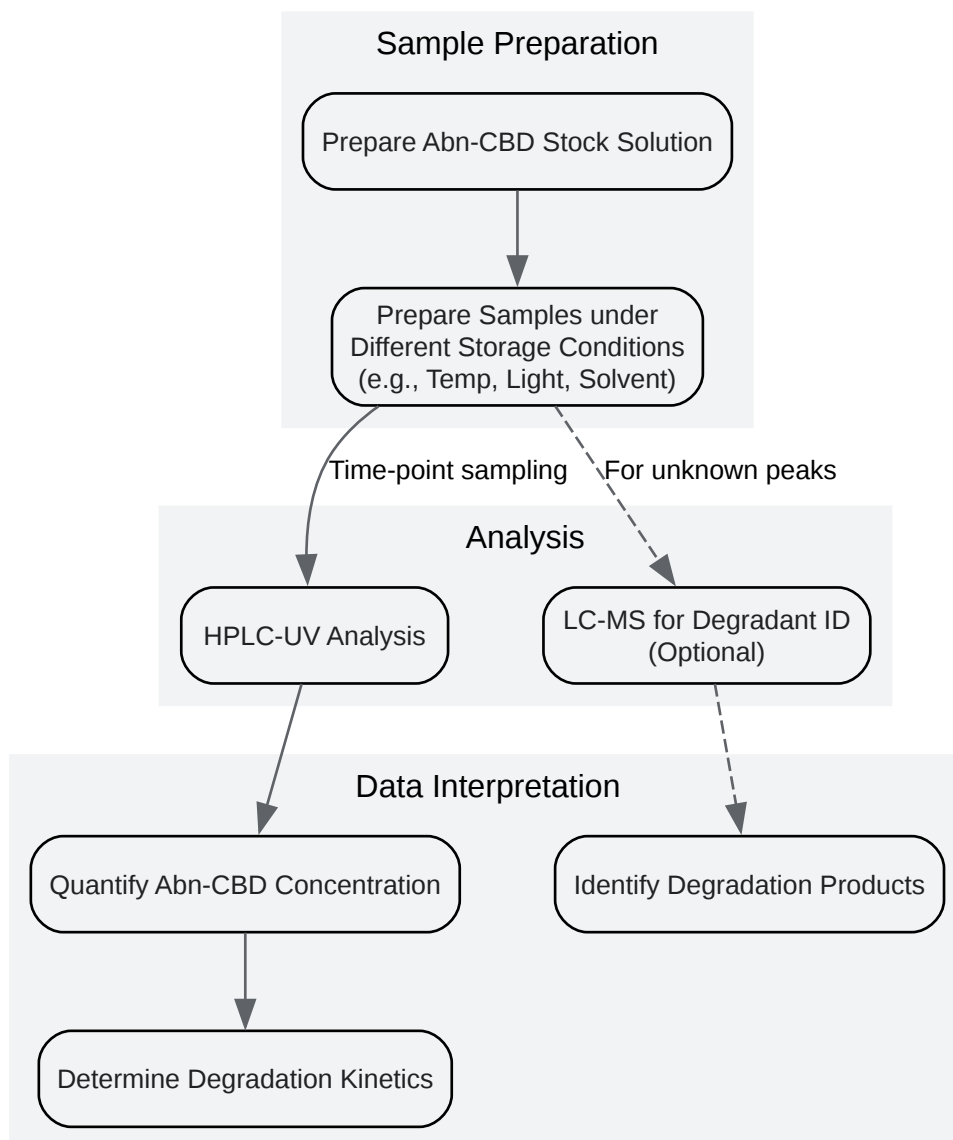 Sample Preparation
Prepare Abn-CBD Stock Solution
Prepare Samples under
Different Storage Conditions
(e.g., Temp, Light, Solvent)
Time-point sampling
For unknown peaks
Analysis
HPLC-UV Analysis
LC-MS for Degradant ID
(Optional)
Data Interpretation
Quantify Abn-CBD Concentration
Identify Degradation Products
Determine Degradation Kinetics